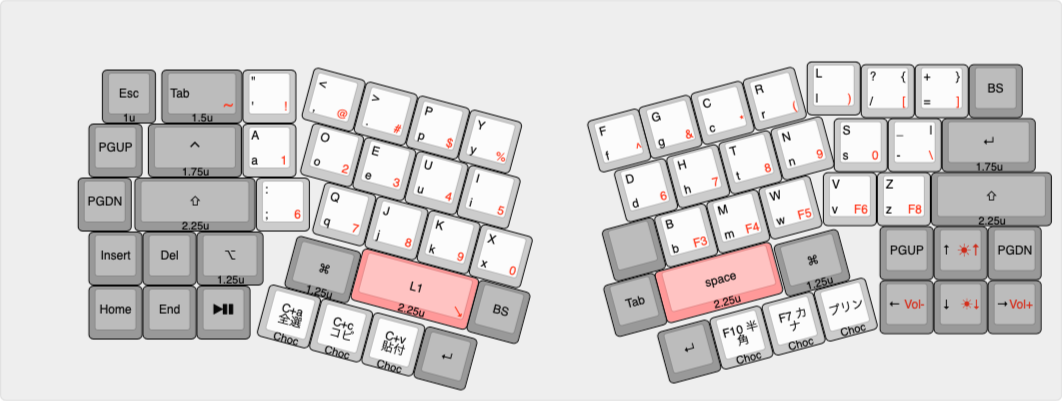 Esc
1u
Tab
~
1.5u
"
' !
<
, @
>
. #
P
p $
Y
y %
F
f ^
G
g &
C
c *
R
r (
L
l )
? {
/ [
+ }
= ]
BS
PGUP
^
1.75u
A
a 1
O
o 2
E
e 3
U
u 4
I
i 5
D
d 6
H
h 7
T
t 8
N
n 9
S
s 0
_ |
- \
↵
1.75u
PGDN
⇧
2.25u
:
; 6
Q
q 7
J
j 8
K
k 9
X
x 0
B
b F3
M
m F4
W
w F5
V
v F6
Z
z F8
⇧
2.25u
Insert
Del
⌥
1.25u
⌘
1.25u
L1
↘
2.25u
BS
Tab
space
2.25u
⌘
1.25u
PGUP
↑ ☀↑
PGDN
Home
End
⏯
C+a
全選
Choc
C+c
コピ
Choc
C+v
貼付
Choc
↵
↵
F10 半
角
Choc
F7 カ
ナ
Choc
プリン
Choc
← Vol-
↓ ☀↓
→ Vol+